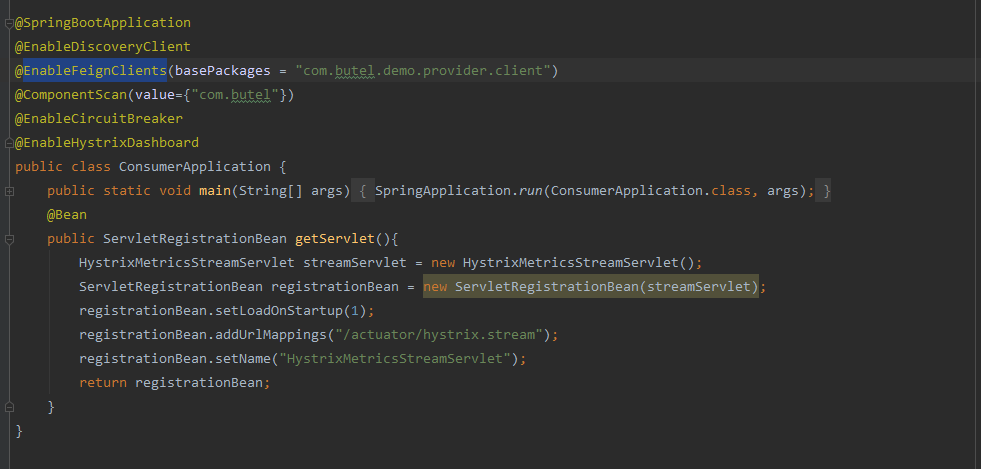 @SpringBootApplication
@EnableDiscoveryClient
@EnableFeignClients(basePackages = "com.butel.demo.provider.client")
@ComponentScan(value={"com.butel"})
@EnableCircuitBreaker
@EnableHystrixDashboard
public class ConsumerApplication {
    public static void main(String[] args) { SpringApplication.run(ConsumerApplication.class, args); }
    @Bean
    public ServletRegistrationBean getServlet(){
        HystrixMetricsStreamServlet streamServlet = new HystrixMetricsStreamServlet();
        ServletRegistrationBean registrationBean = new ServletRegistrationBean(streamServlet);
        registrationBean.setLoadOnStartup(1);
        registrationBean.addUrlMappings("/actuator/hystrix.stream");
        registrationBean.setName("HystrixMetricsStreamServlet");
        return registrationBean;
    }
}